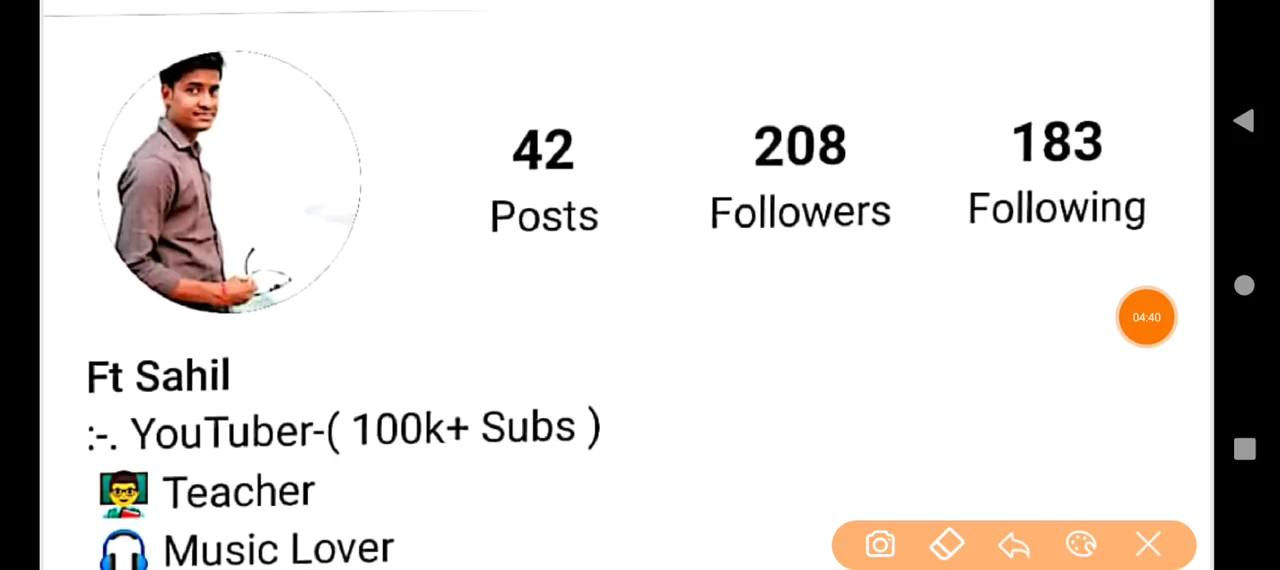 42 208 183
Posts Followers Following
04:40
Ft Sahil
:-. YouTuber-( 100k+ Subs )
Teacher
Music Lover